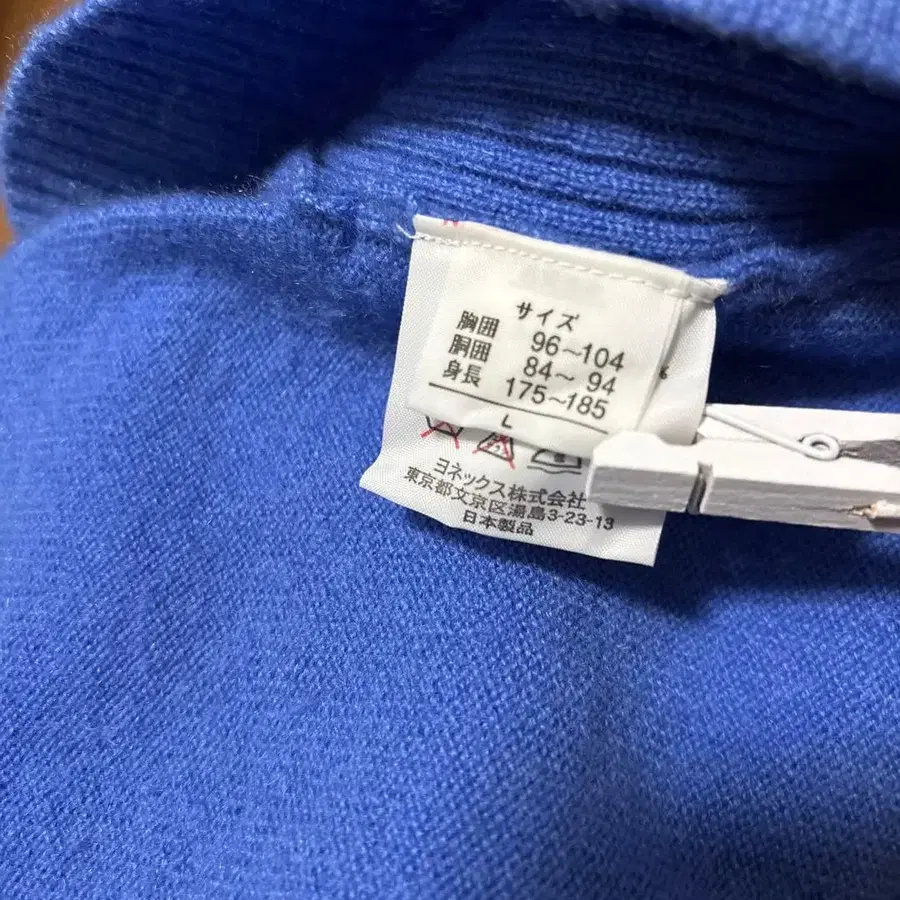 サイズ
胸囲 96〜104
胴囲 84〜 94
身長 175〜185
L
ヨネックス株式会社
東京都文京区湯島3-23-13
日本製品